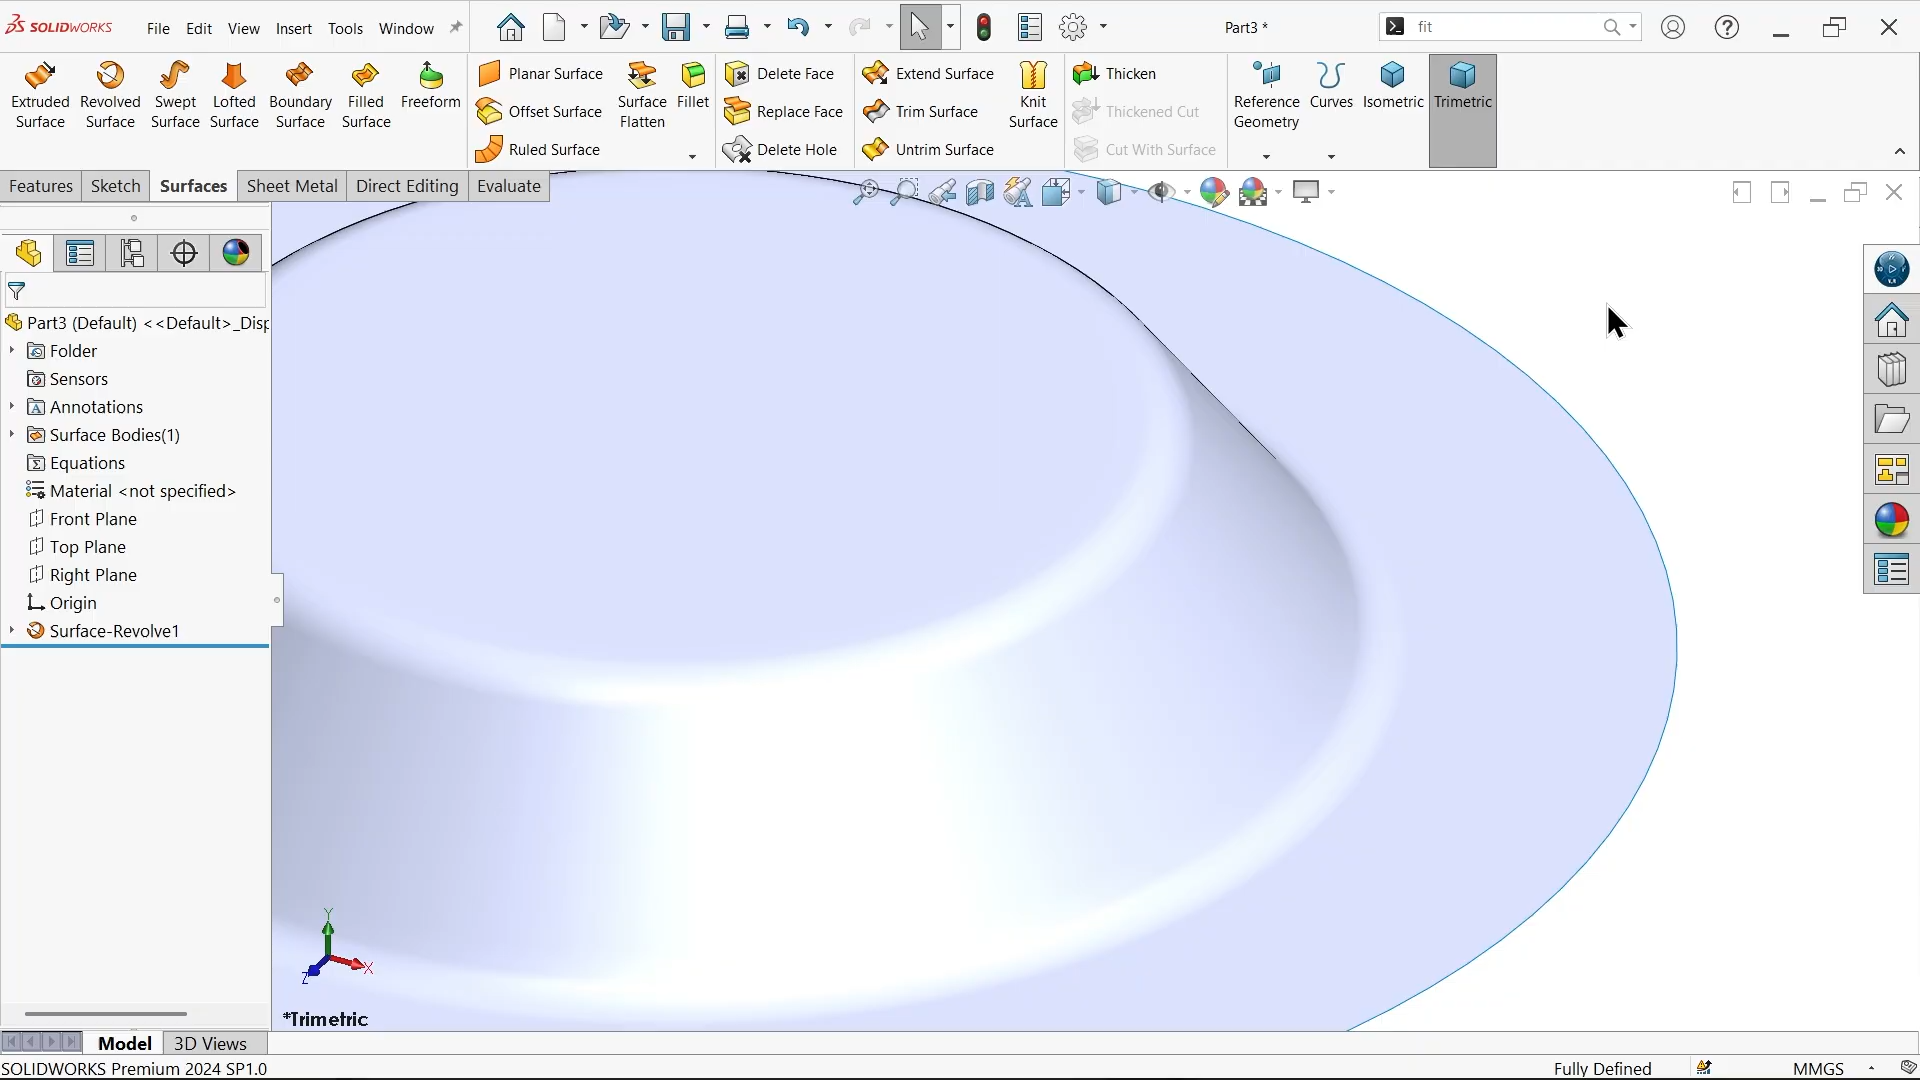 SOLIDWORKS File Edit View Insert Tools Window Part3 * fit
Extruded Surface
Revolved Surface
Swept Surface
Lofted Surface
Boundary Surface
Filled Surface
Freeform
Planar Surface
Offset Surface
Ruled Surface
Surface Flatten
Fillet
Delete Face
Replace Face
Delete Hole
Extend Surface
Trim Surface
Untrim Surface
Knit Surface
Thicken
Thickened Cut
Cut With Surface
Reference Geometry
Curves
Isometric
Trimetric
Features Sketch Surfaces Sheet Metal Direct Editing Evaluate
Part3 (Default) <<Default>_Disp
Folder
Sensors
Annotations
Surface Bodies(1)
Equations
Material <not specified>
Front Plane
Top Plane
Right Plane
Origin
Surface-Revolve1
Y
X
Z
*Trimetric
Model 3D Views
SOLIDWORKS Premium 2024 SP1.0 Fully Defined MMGS